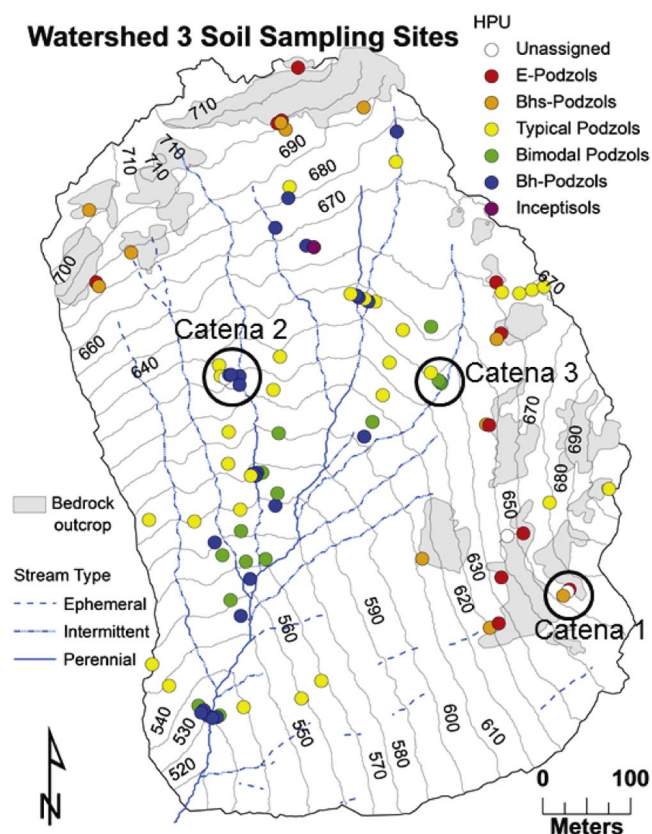 Watershed 3 Soil Sampling Sites
HPU
Unassigned
E-Podzols
Bhs-Podzols
Typical Podzols
Bimodal Podzols
Bh-Podzols
Inceptisols
710
690
680
670
710
710
710
700
660
640
670
Catena 2
Catena 3
670
690
680
650
630
620
Catena 1
Bedrock
outcrop
Stream Type
Ephemeral
Intermittent
Perennial
590
560
540
530
520
550
570
580
600
610
N
0 100
Meters